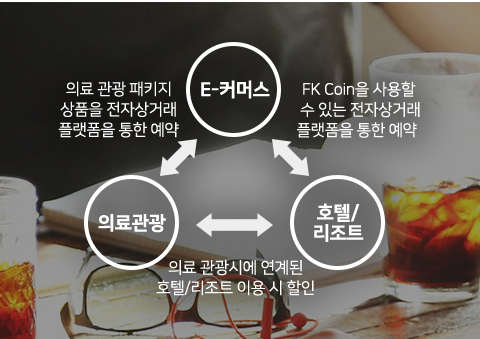 E-커머스
의료 관광 패키지
상품을 전자상거래
플랫폼을 통한 예약
FK Coin을 사용할
수 있는 전자상거래
플랫폼을 통한 예약
의료관광
호텔/
리조트
의료 관광시에 연계된
호텔/리조트 이용 시 할인